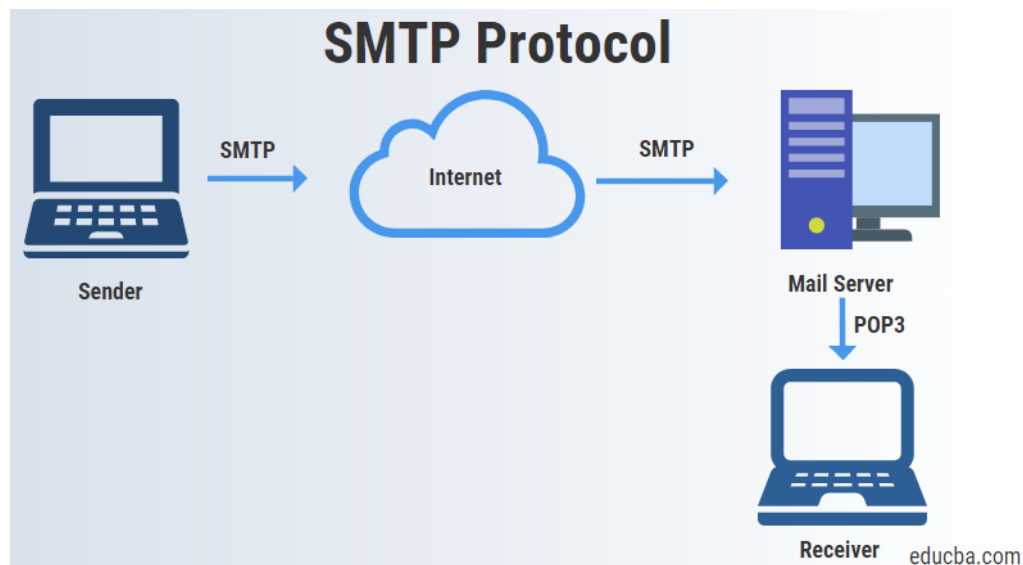 SMTP Protocol
SMTP
SMTP
Internet
Sender
Mail Server
POP3
Receiver
educba.com